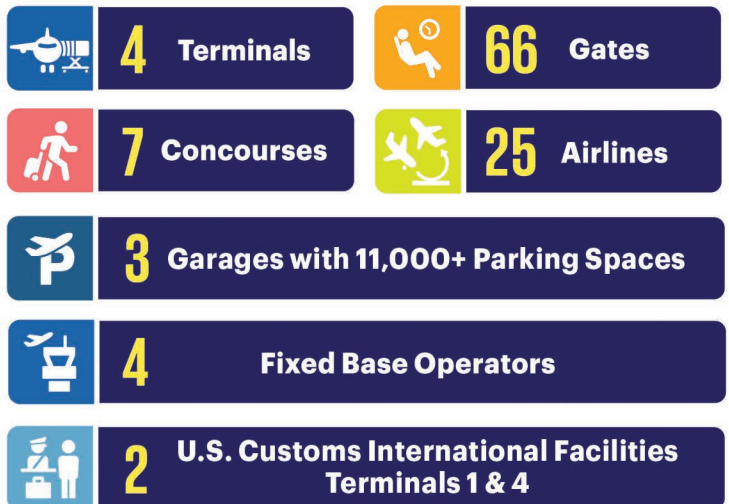 4 Terminals
66 Gates
7 Concourses
25 Airlines
3 Garages with 11,000+ Parking Spaces
4 Fixed Base Operators
2 U.S. Customs International Facilities
Terminals 1 & 4